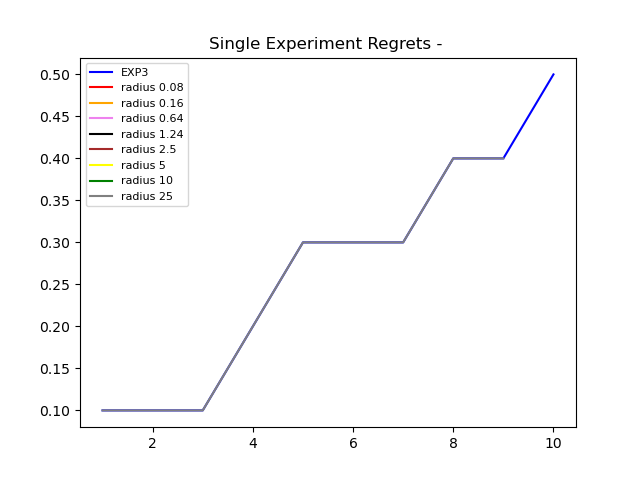 Single Experiment Regrets -
EXP3
radius 0.08
radius 0.16
radius 0.64
radius 1.24
radius 2.5
radius 5
radius 10
radius 25
0.50
0.45
0.40
0.35
0.30
0.25
0.20
0.15
0.10
2 4 6 8 10